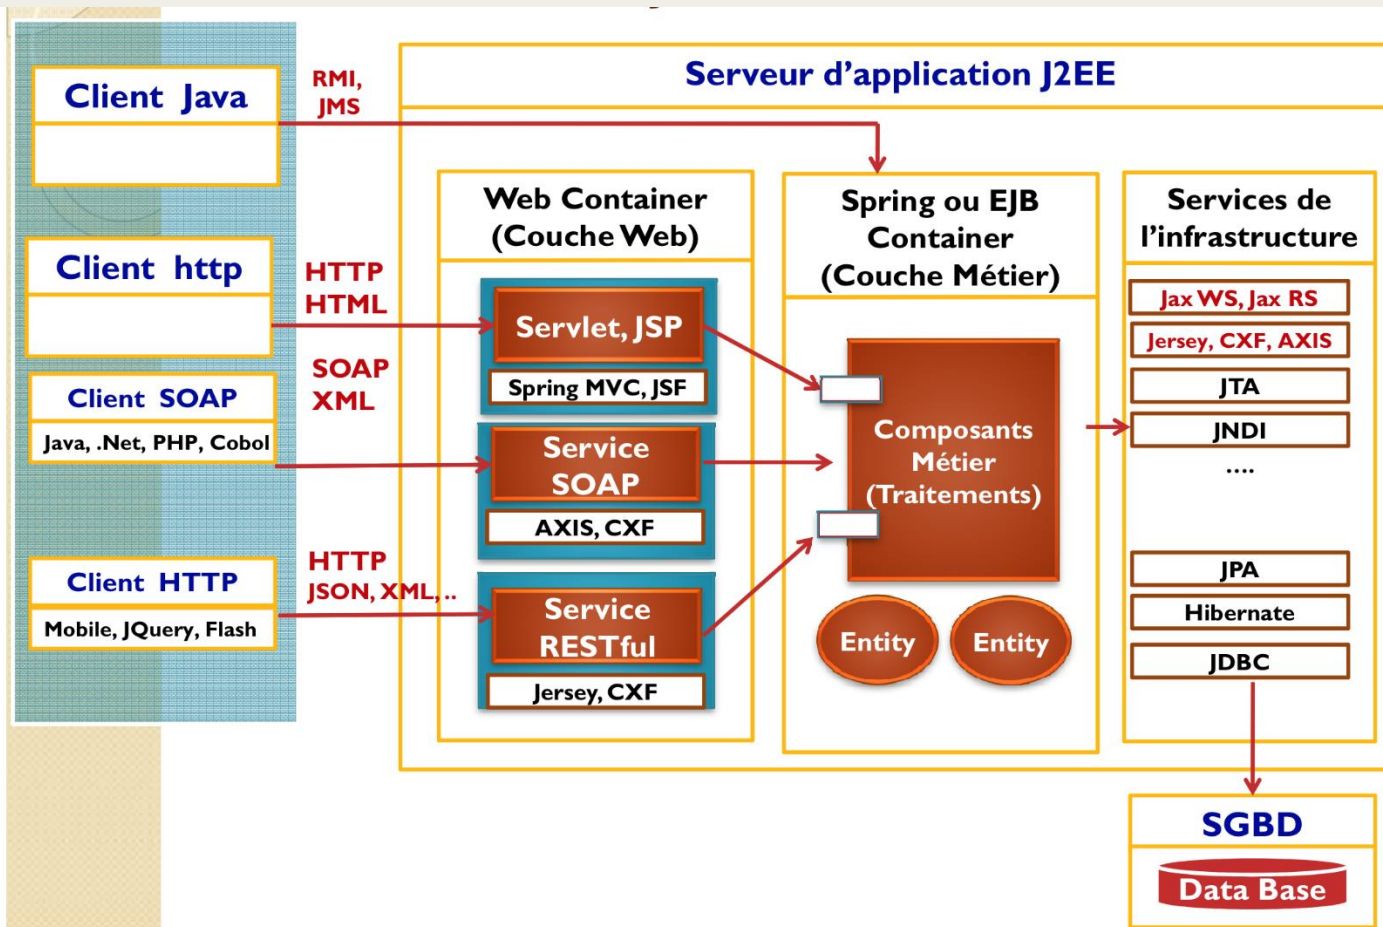 Serveur d'application J2EE
Client Java
RMI,
JMS
Client http
HTTP
HTML
Client SOAP
Java, .Net, PHP, Cobol
SOAP
XML
Client HTTP
Mobile, JQuery, Flash
HTTP
JSON, XML, ..
Web Container
(Couche Web)
Servlet, JSP
Spring MVC, JSF
Service
SOAP
AXIS, CXF
Service
RESTful
Jersey, CXF
Spring ou EJB
Container
(Couche Métier)
Composants
Métier
(Traitements)
Entity
Entity
Services de
l'infrastructure
Jax WS, Jax RS
Jersey, CXF, AXIS
JTA
JNDI
....
JPA
Hibernate
JDBC
SGBD
Data Base